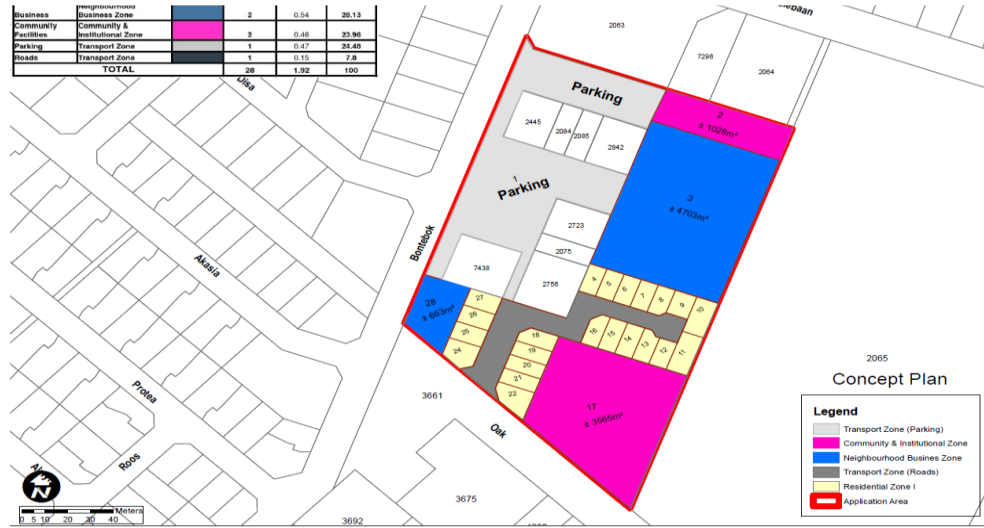 Neighbourhood
Business Business Zone 2 0.54 28.13
Community Facilities Community & Institutional Zone 2 0.46 23.96
Parking Transport Zone 1 0.47 24.48
Roads Transport Zone 1 0.15 7.8
TOTAL 28 1.92 100
2063
7296
2064
Disa
Parking
2
± 1026m²
2445
2084
2085
2842
1
Parking
3
± 4703m²
2723
2075
2756
7438
Bontebok
Akasia
28
± 663m²
27
26
25
24
4
5
6
7
8
9
10
16
15
14
13
12
11
18
19
20
21
22
17
± 3565m²
2065
Protea
Roos
3661
Oak
3675
3692
N
Meters
0 5 10 20 30 40
Concept Plan
Legend
Transport Zone (Parking)
Community & Institutional Zone
Neighbourhood Busines Zone
Transport Zone (Roads)
Residential Zone I
Application Area